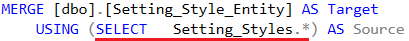 MERGE [dbo].[Setting_Style_Entity] AS Target
USING (SELECT Setting_Styles.*) AS Source